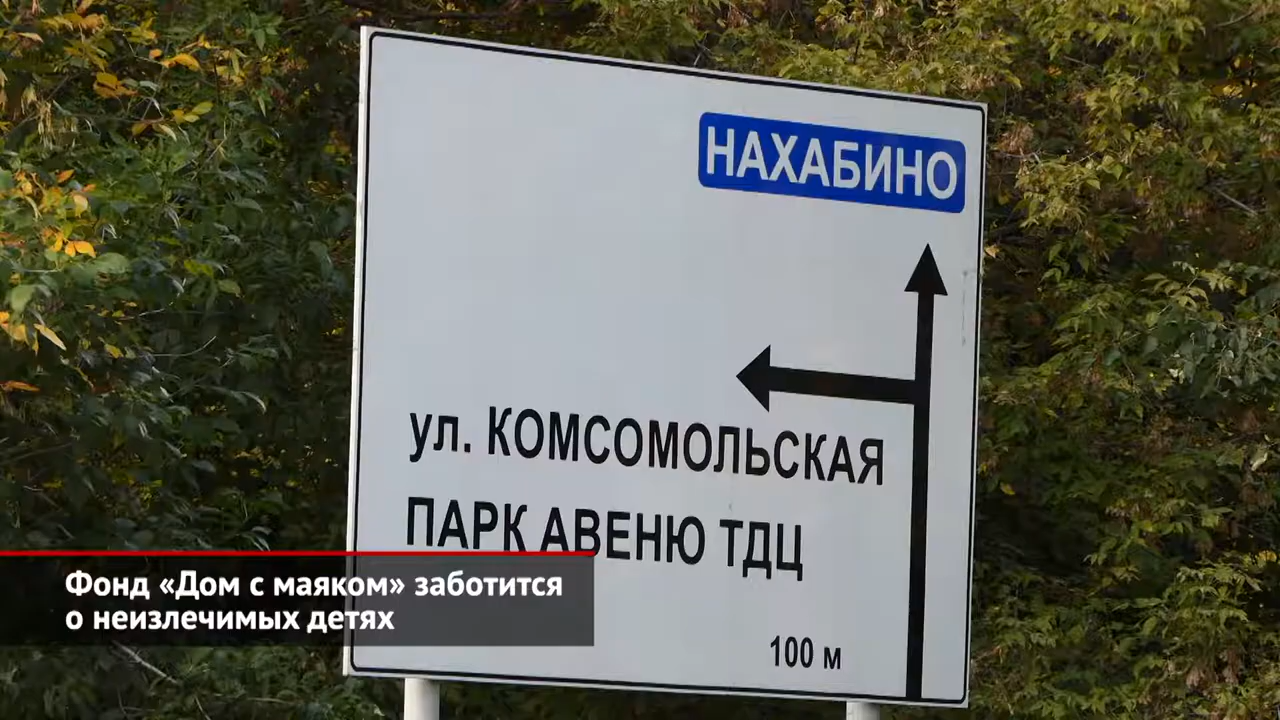 НАХАБИНО
ул. КОМСОМОЛЬСКАЯ
ПАРК АВЕНЮ ТДЦ
100 м
Фонд «Дом с маяком» заботится
о неизлечимых детях